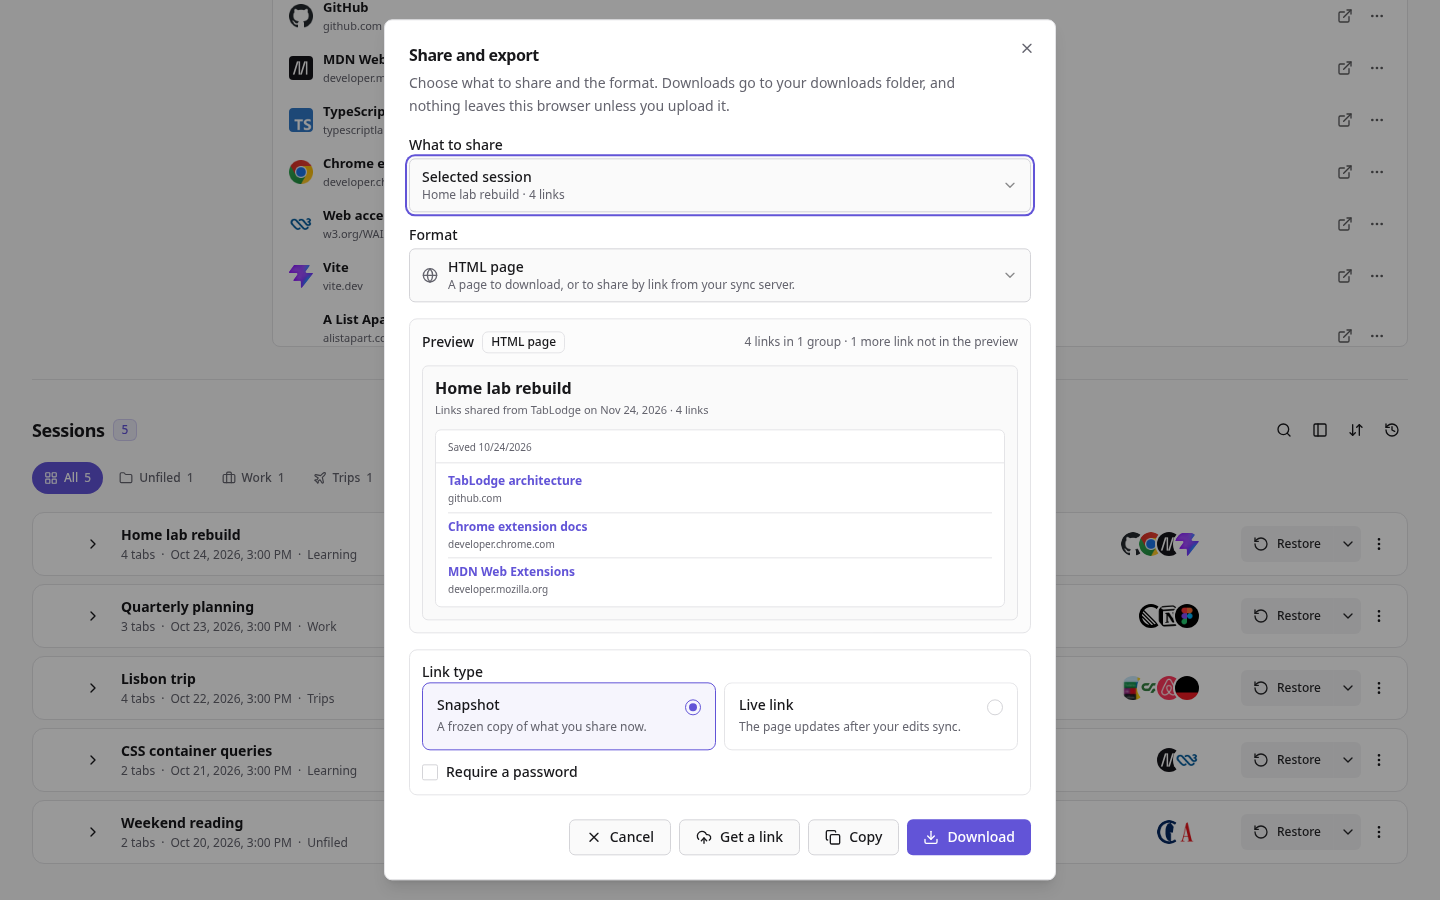 GitHub
github.com
MDN Web
developer.m
TypeScrip
typescriptla
Chrome e
developer.ch
Web acce
w3.org/WAI
Vite
vite.dev
A List Apa
alistapart.co
Share and export
Choose what to share and the format. Downloads go to your downloads folder, and
nothing leaves this browser unless you upload it.
What to share
Selected session
Home lab rebuild · 4 links
Format
HTML page
A page to download, or to share by link from your sync server.
Preview HTML page 4 links in 1 group · 1 more link not in the preview
Home lab rebuild
Links shared from TabLodge on Nov 24, 2026 · 4 links
Saved 10/24/2026
TabLodge architecture
github.com
Chrome extension docs
developer.chrome.com
MDN Web Extensions
developer.mozilla.org
Link type
Snapshot
A frozen copy of what you share now.
Live link
The page updates after your edits sync.
Require a password
Cancel Get a link Copy Download
Sessions 5
All 5 Unfiled 1 Work 1 Trips 1
Home lab rebuild
4 tabs · Oct 24, 2026, 3:00 PM · Learning
Restore
Quarterly planning
3 tabs · Oct 23, 2026, 3:00 PM · Work
Restore
Lisbon trip
4 tabs · Oct 22, 2026, 3:00 PM · Trips
Restore
CSS container queries
2 tabs · Oct 21, 2026, 3:00 PM · Learning
Restore
Weekend reading
2 tabs · Oct 20, 2026, 3:00 PM · Unfiled
Restore